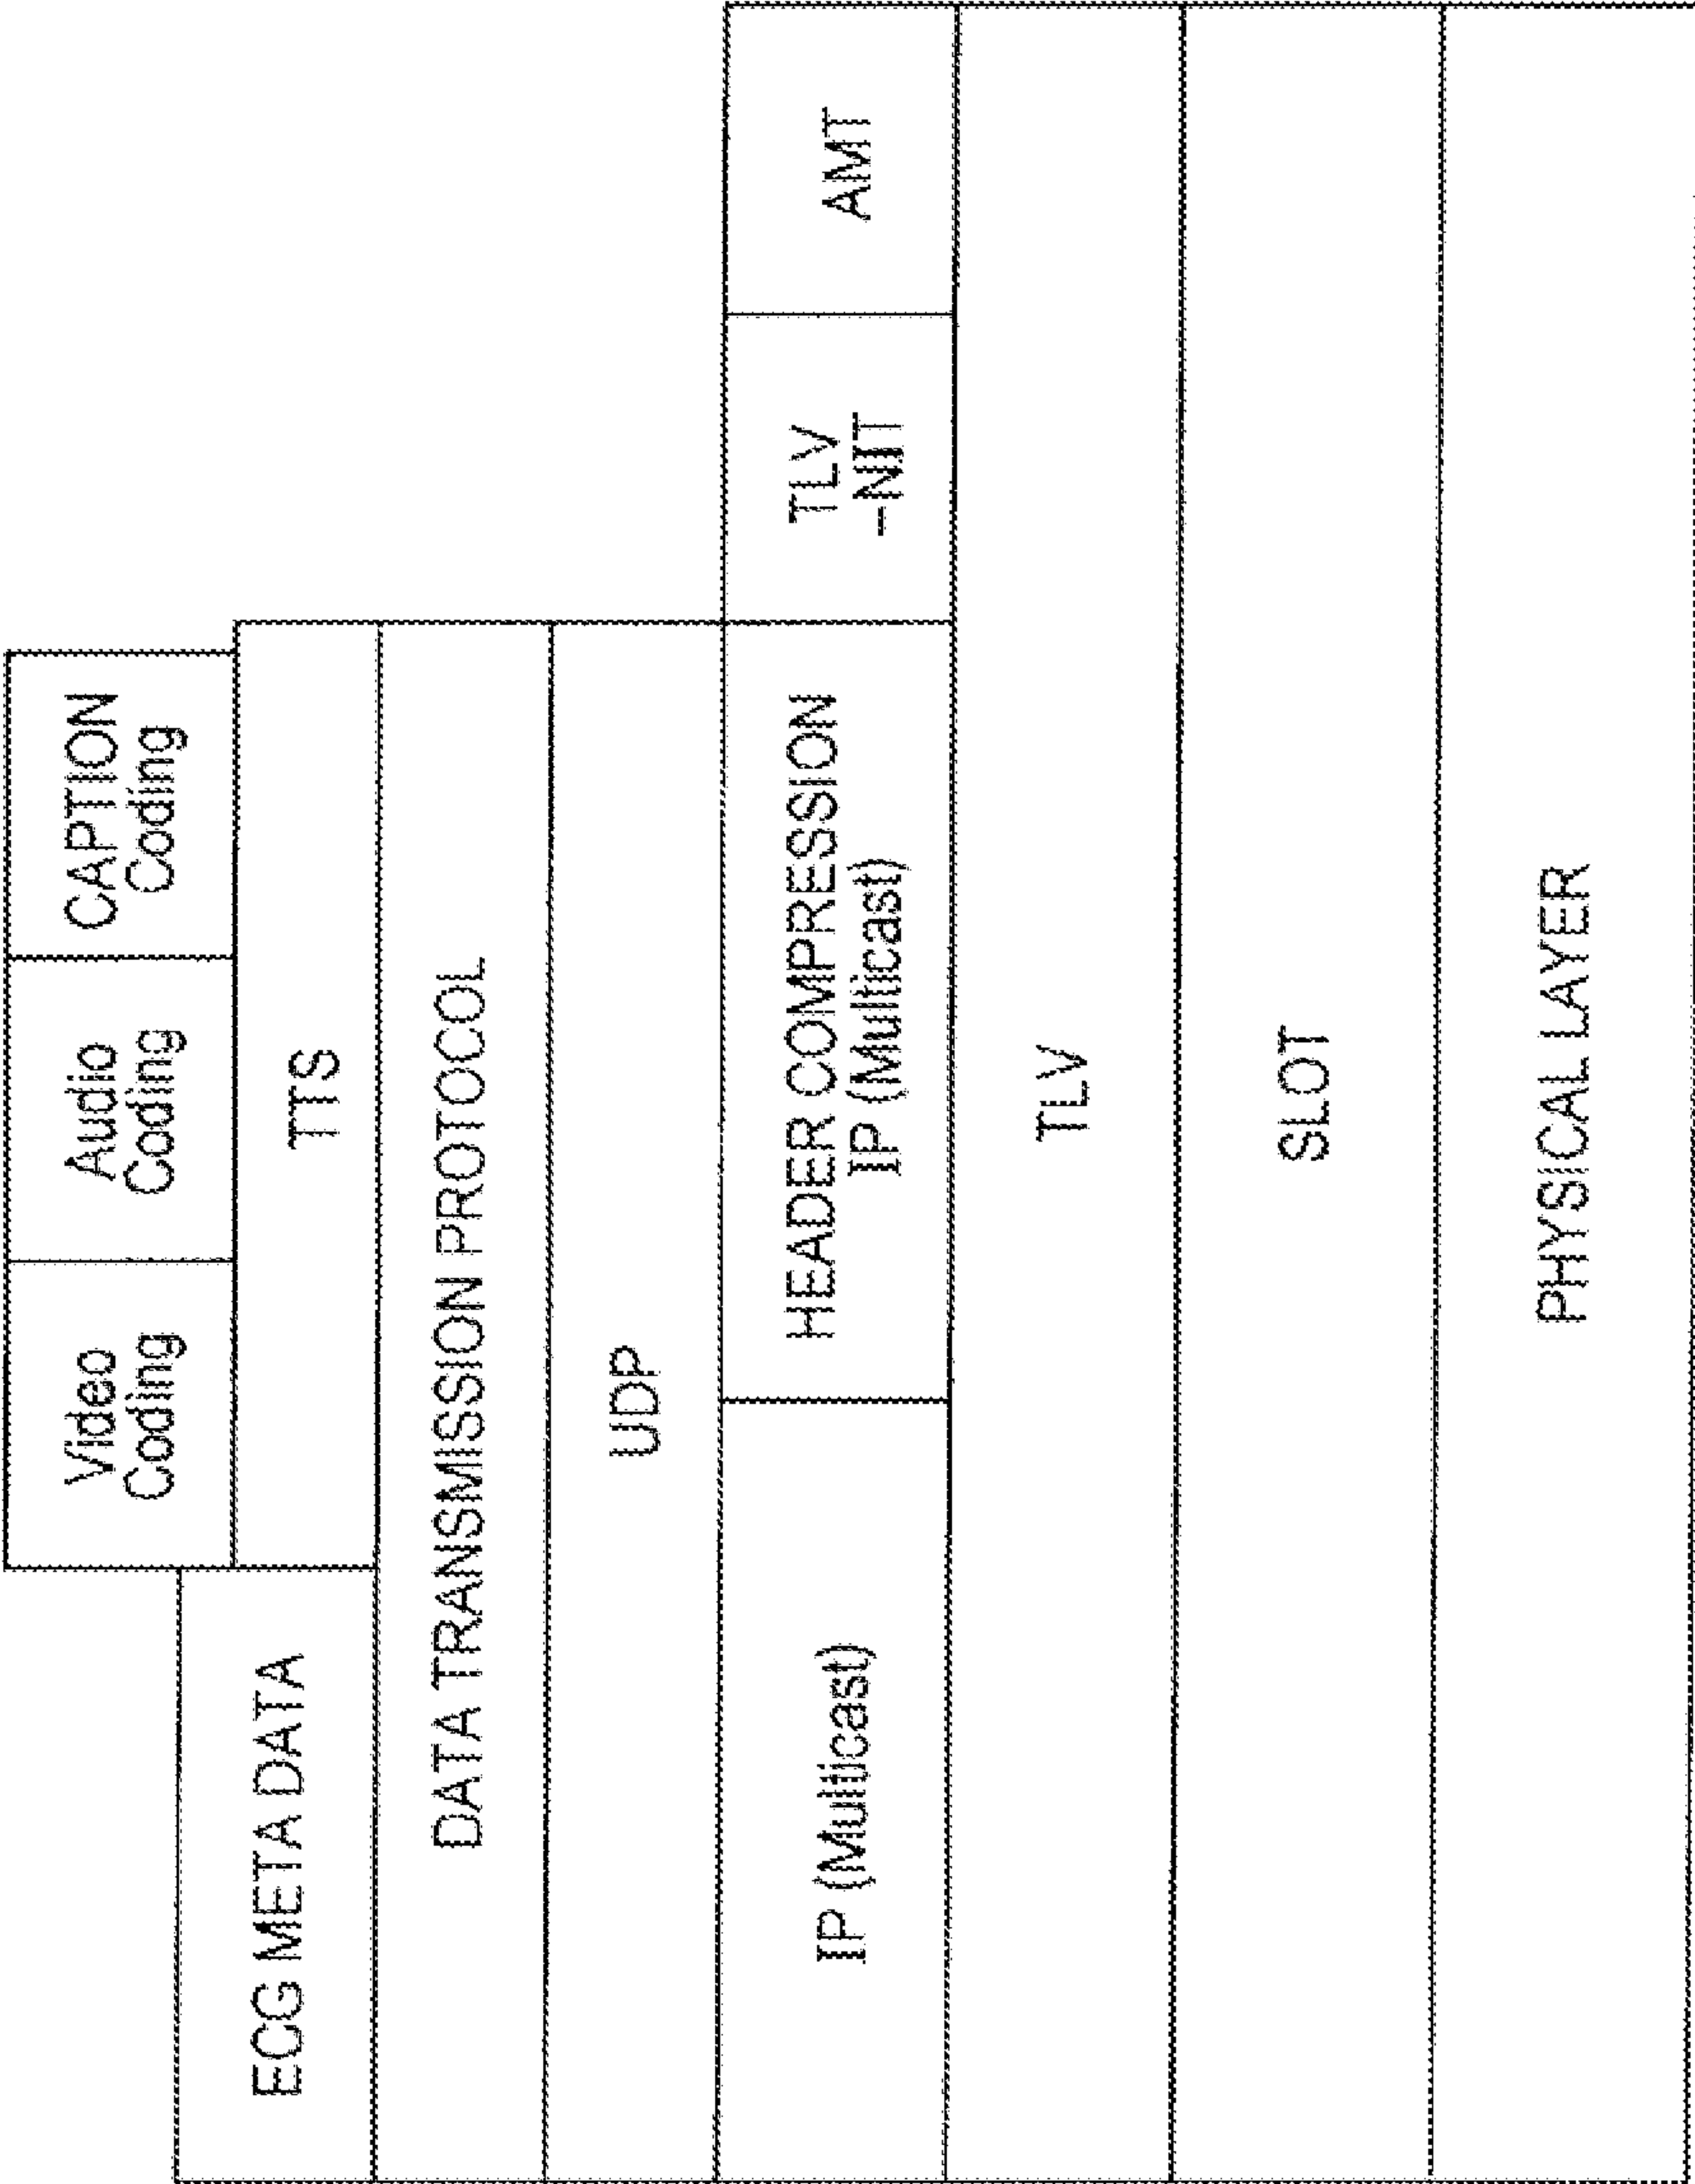 Video
Coding
Audio
Coding
CAPTION
Coding
ECG META DATA
TTS
DATA TRANSMISSION PROTOCOL
UDP
IP (Multicast)
HEADER COMPRESSION
IP (Multicast)
TLV
-NIT
AMT
TLV
SLOT
PHYSICAL LAYER